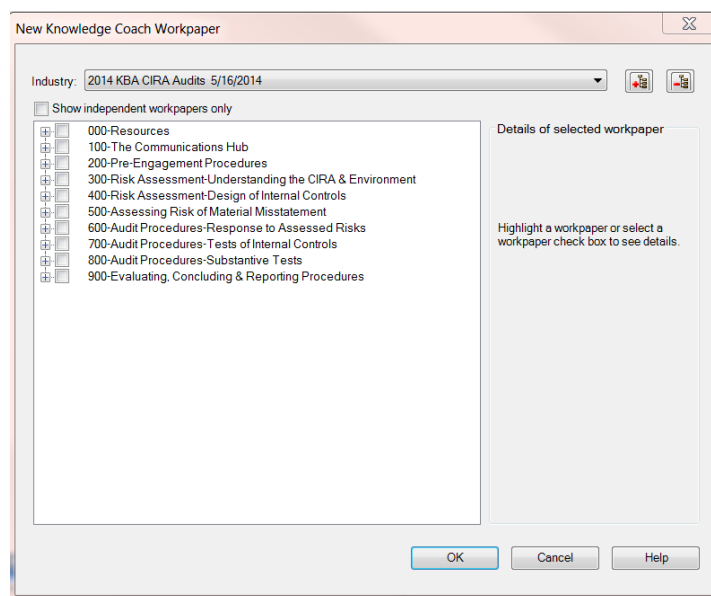 New Knowledge Coach Workpaper
Industry: 2014 KBA CIRA Audits 5/16/2014
Show independent workpapers only
000-Resources
100-The Communications Hub
200-Pre-Engagement Procedures
300-Risk Assessment-Understanding the CIRA & Environment
400-Risk Assessment-Design of Internal Controls
500-Assessing Risk of Material Misstatement
600-Audit Procedures-Response to Assessed Risks
700-Audit Procedures-Tests of Internal Controls
800-Audit Procedures-Substantive Tests
900-Evaluating, Concluding & Reporting Procedures
Details of selected workpaper
Highlight a workpaper or select a
workpaper check box to see details.
OK Cancel Help